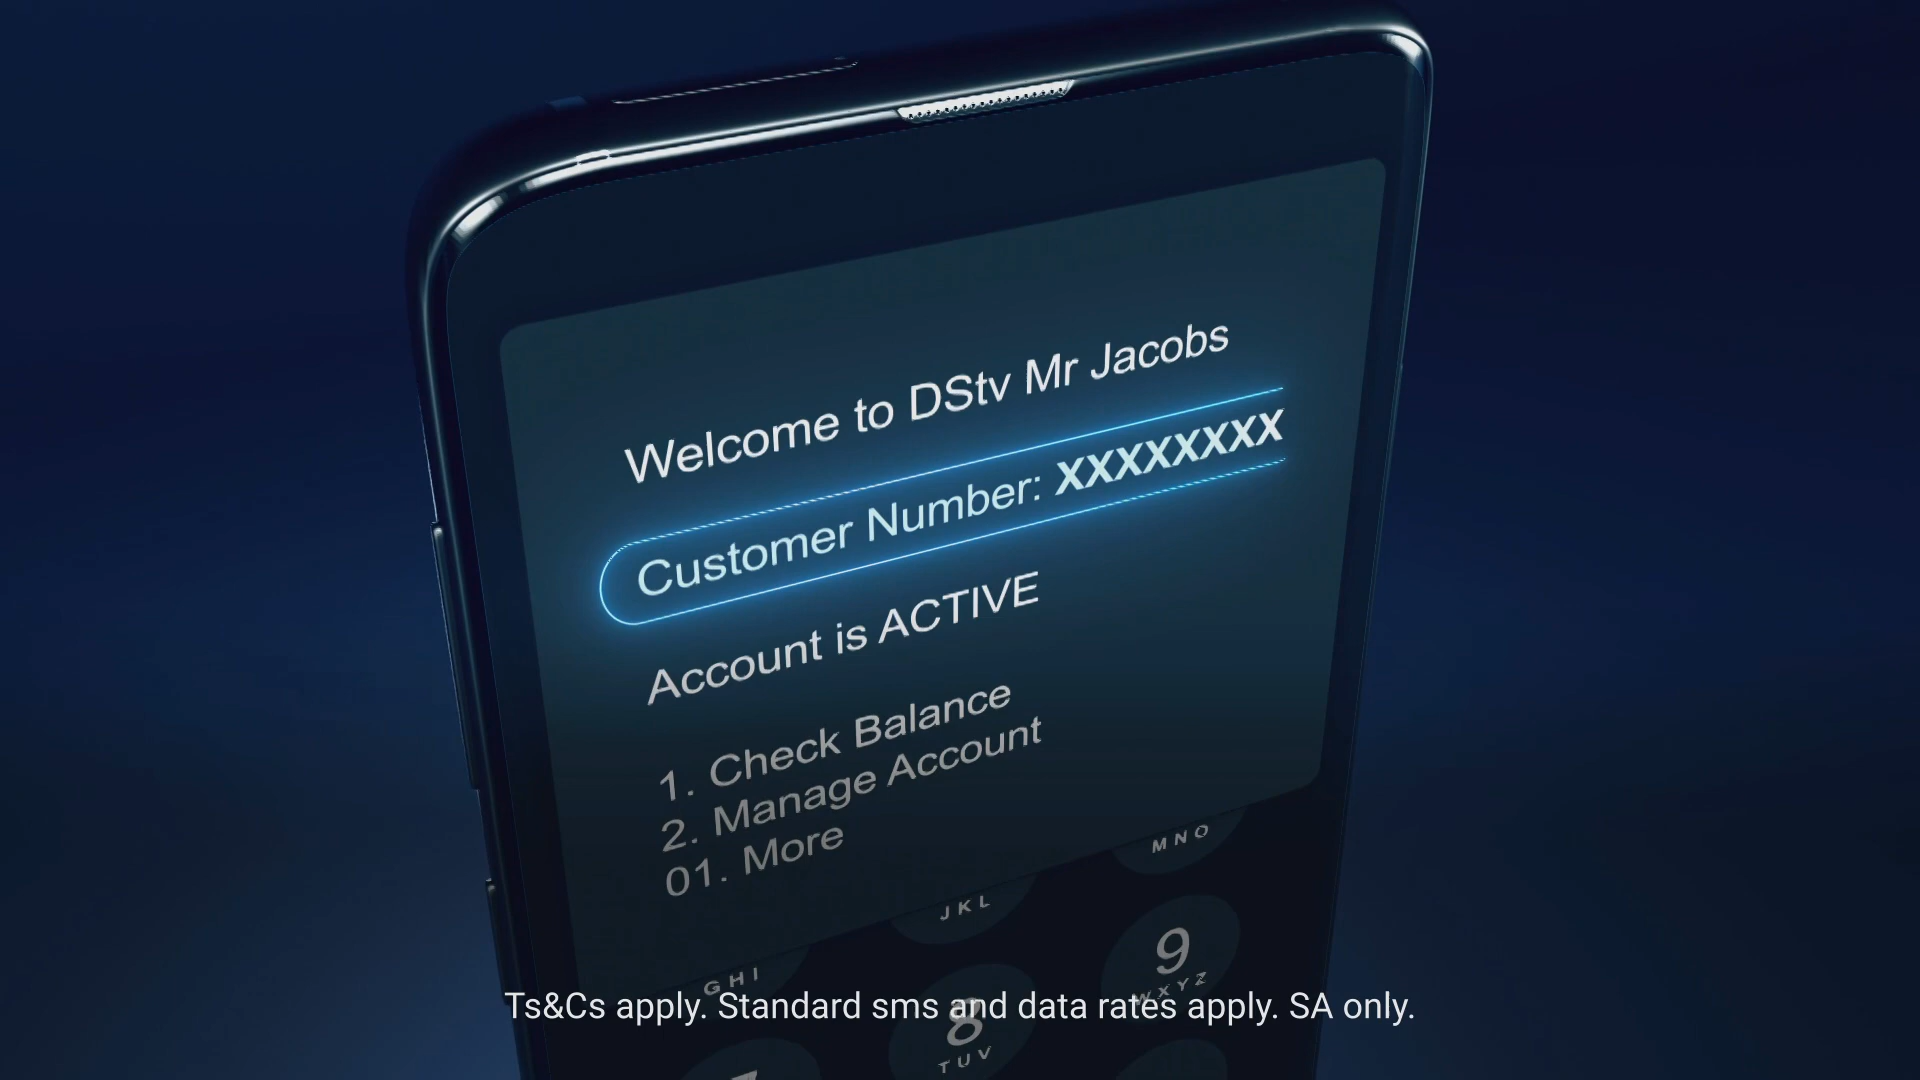 Welcome to DStv Mr Jacobs
Customer Number: XXXXXXXX
Account is ACTIVE
1. Check Balance
2. Manage Account
01. More
MNO
JKL
GHI
9
WXYZ
8
TUV
Ts&Cs apply. Standard sms and data rates apply. SA only.